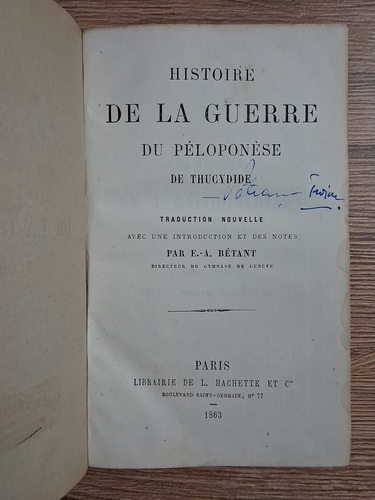 HISTOIRE
DE LA GUERRE
DU PÉLOPONÈSE
DE THUCYDIDE
TRADUCTION NOUVELLE
AVEC UNE INTRODUCTION ET DES NOTES
PAR E.-A. BÉTANT
DIRECTEUR DU GYMNASE DE GENÈVE
PARIS
LIBRAIRIE DE L. HACHETTE ET Cie
BOULEVARD SAINT-GERMAIN, N° 77
1863